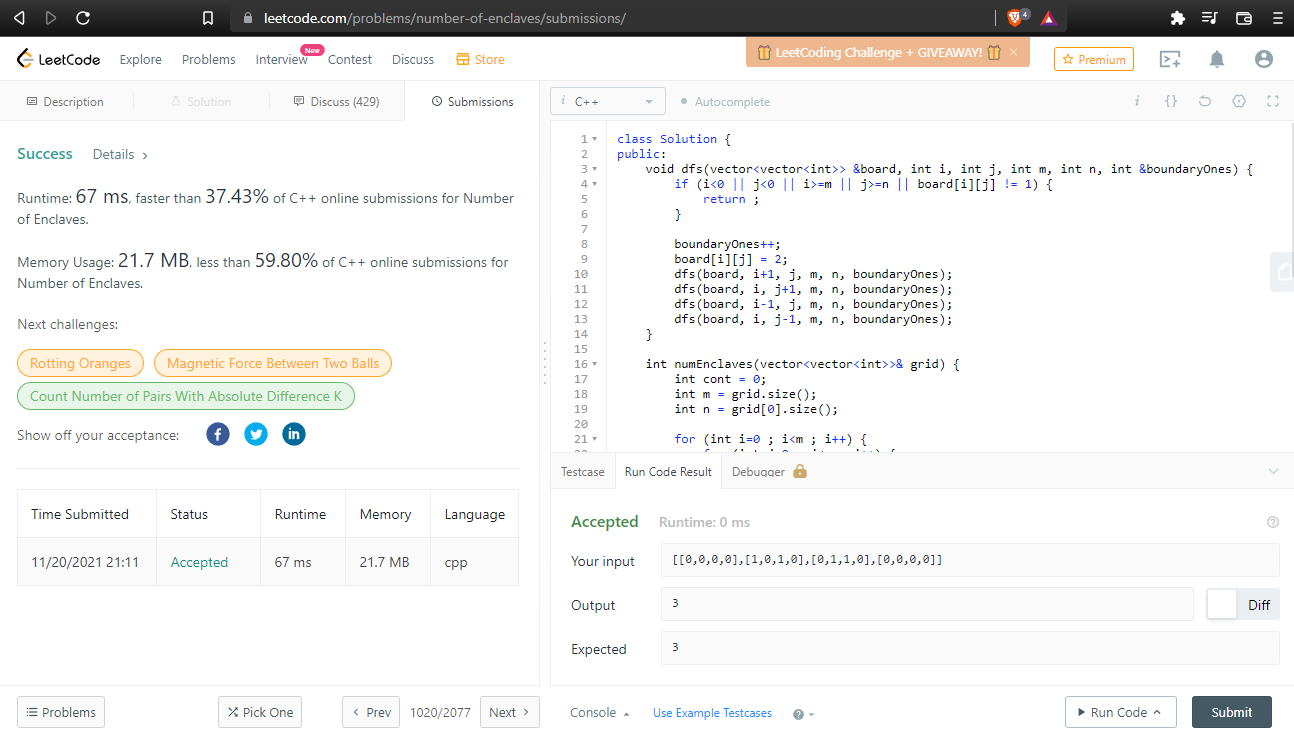 leetcode.com/problems/number-of-enclaves/submissions/
4
LeetCode
Explore
Problems
Interview
New
Contest
Discuss
Store
LeetCoding Challenge + GIVEAWAY!
Premium
Description
Solution
Discuss (429)
Submissions
Success
Details
Runtime: 67 ms, faster than 37.43% of C++ online submissions for Number
of Enclaves.
Memory Usage: 21.7 MB, less than 59.80% of C++ online submissions for
Number of Enclaves.
Next challenges:
Rotting Oranges
Magnetic Force Between Two Balls
Count Number of Pairs With Absolute Difference K
Show off your acceptance:
Time Submitted Status Runtime Memory Language
11/20/2021 21:11 Accepted 67 ms 21.7 MB cpp
Problems
Pick One
Prev
1020/2077
Next
i C++
Autocomplete
i {}
1 class Solution {
2 public:
3     void dfs(vector<vector<int>> &board, int i, int j, int m, int n, int &boundaryOnes) {
4         if (i<0 || j<0 || i>=m || j>=n || board[i][j] != 1) {
5             return ;
6         }
7
8         boundaryOnes++;
9         board[i][j] = 2;
10         dfs(board, i+1, j, m, n, boundaryOnes);
11         dfs(board, i, j+1, m, n, boundaryOnes);
12         dfs(board, i-1, j, m, n, boundaryOnes);
13         dfs(board, i, j-1, m, n, boundaryOnes);
14     }
15
16     int numEnclaves(vector<vector<int>>& grid) {
17         int cont = 0;
18         int m = grid.size();
19         int n = grid[0].size();
20
21         for (int i=0 ; i<m ; i++) {
Testcase
Run Code Result
Debugger
Accepted
Runtime: 0 ms
Your input
[[0,0,0,0],[1,0,1,0],[0,1,1,0],[0,0,0,0]]
Output
3
Diff
Expected
3
Console
Use Example Testcases
Run Code
Submit